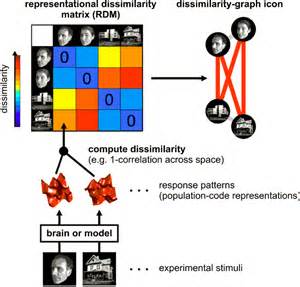 representational dissimilarity
matrix (RDM)
dissimilarity-graph icon
dissimilarity
0
0
0
0
compute dissimilarity
(e.g. 1-correlation across space)
response patterns
(population-code representations)
brain or model
experimental stimuli